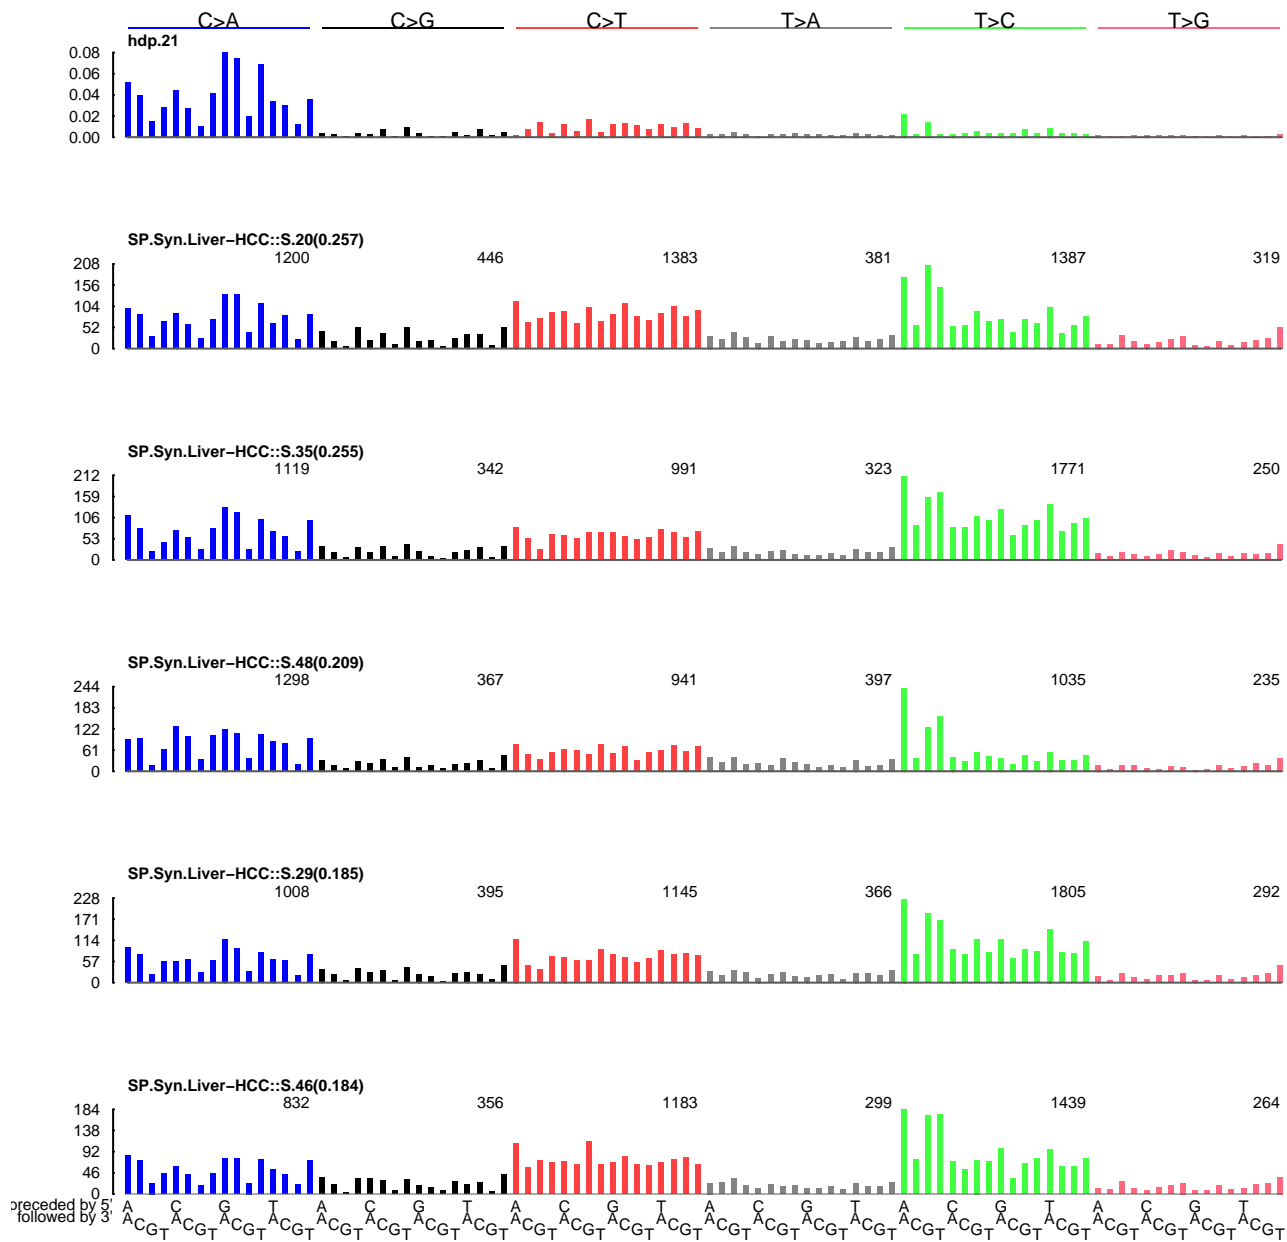 C>A C>G C>T T>A T>C T>G
hdp.21
0.08
0.06
0.04
0.02
0.00
SP.Syn.Liver−HCC::S.20(0.257)
1200 446 1383 381 1387 319
208
156
104
52
0
SP.Syn.Liver−HCC::S.35(0.255)
1119 342 991 323 1771 250
212
159
106
53
0
SP.Syn.Liver−HCC::S.48(0.209)
1298 367 941 397 1035 235
244
183
122
61
0
SP.Syn.Liver−HCC::S.29(0.185)
1008 395 1145 366 1805 292
228
171
114
57
0
SP.Syn.Liver−HCC::S.46(0.184)
832 356 1183 299 1439 264
184
138
92
46
0
preceded by 5' A C G T A C G T A C G T A C G T A C G T A C G T
followed by 3' A C G T A C G T A C G T A C G T A C G T A C G T A C G T A C G T A C G T A C G T A C G T A C G T A C G T A C G T A C G T A C G T A C G T A C G T A C G T A C G T A C G T A C G T A C G T A C G T